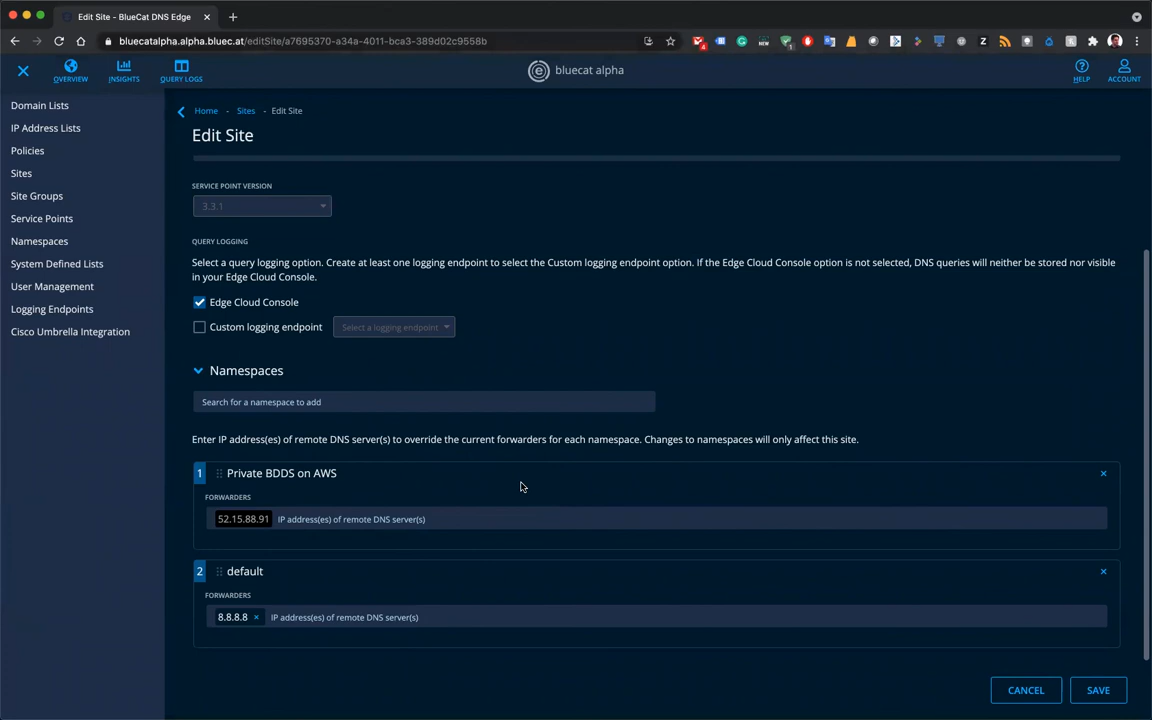 Edit Site - BlueCat DNS Edge
bluecatalpha.alpha.bluec.at/editSite/a7695370-a34a-4011-bca3-389d02c9558b
OVERVIEW
INSIGHTS
QUERY LOGS
bluecat alpha
HELP
ACCOUNT
Domain Lists
IP Address Lists
Policies
Sites
Site Groups
Service Points
Namespaces
System Defined Lists
User Management
Logging Endpoints
Cisco Umbrella Integration
Home - Sites - Edit Site
Edit Site
SERVICE POINT VERSION
3.3.1
QUERY LOGGING
Select a query logging option. Create at least one logging endpoint to select the Custom logging endpoint option. If the Edge Cloud Console option is not selected, DNS queries will neither be stored nor visible
in your Edge Cloud Console.
Edge Cloud Console
Custom logging endpoint
Select a logging endpoint
Namespaces
Search for a namespace to add
Enter IP address(es) of remote DNS server(s) to override the current forwarders for each namespace. Changes to namespaces will only affect this site.
1 Private BDDS on AWS
FORWARDERS
52.15.88.91 IP address(es) of remote DNS server(s)
2 default
FORWARDERS
8.8.8.8 × IP address(es) of remote DNS server(s)
CANCEL
SAVE